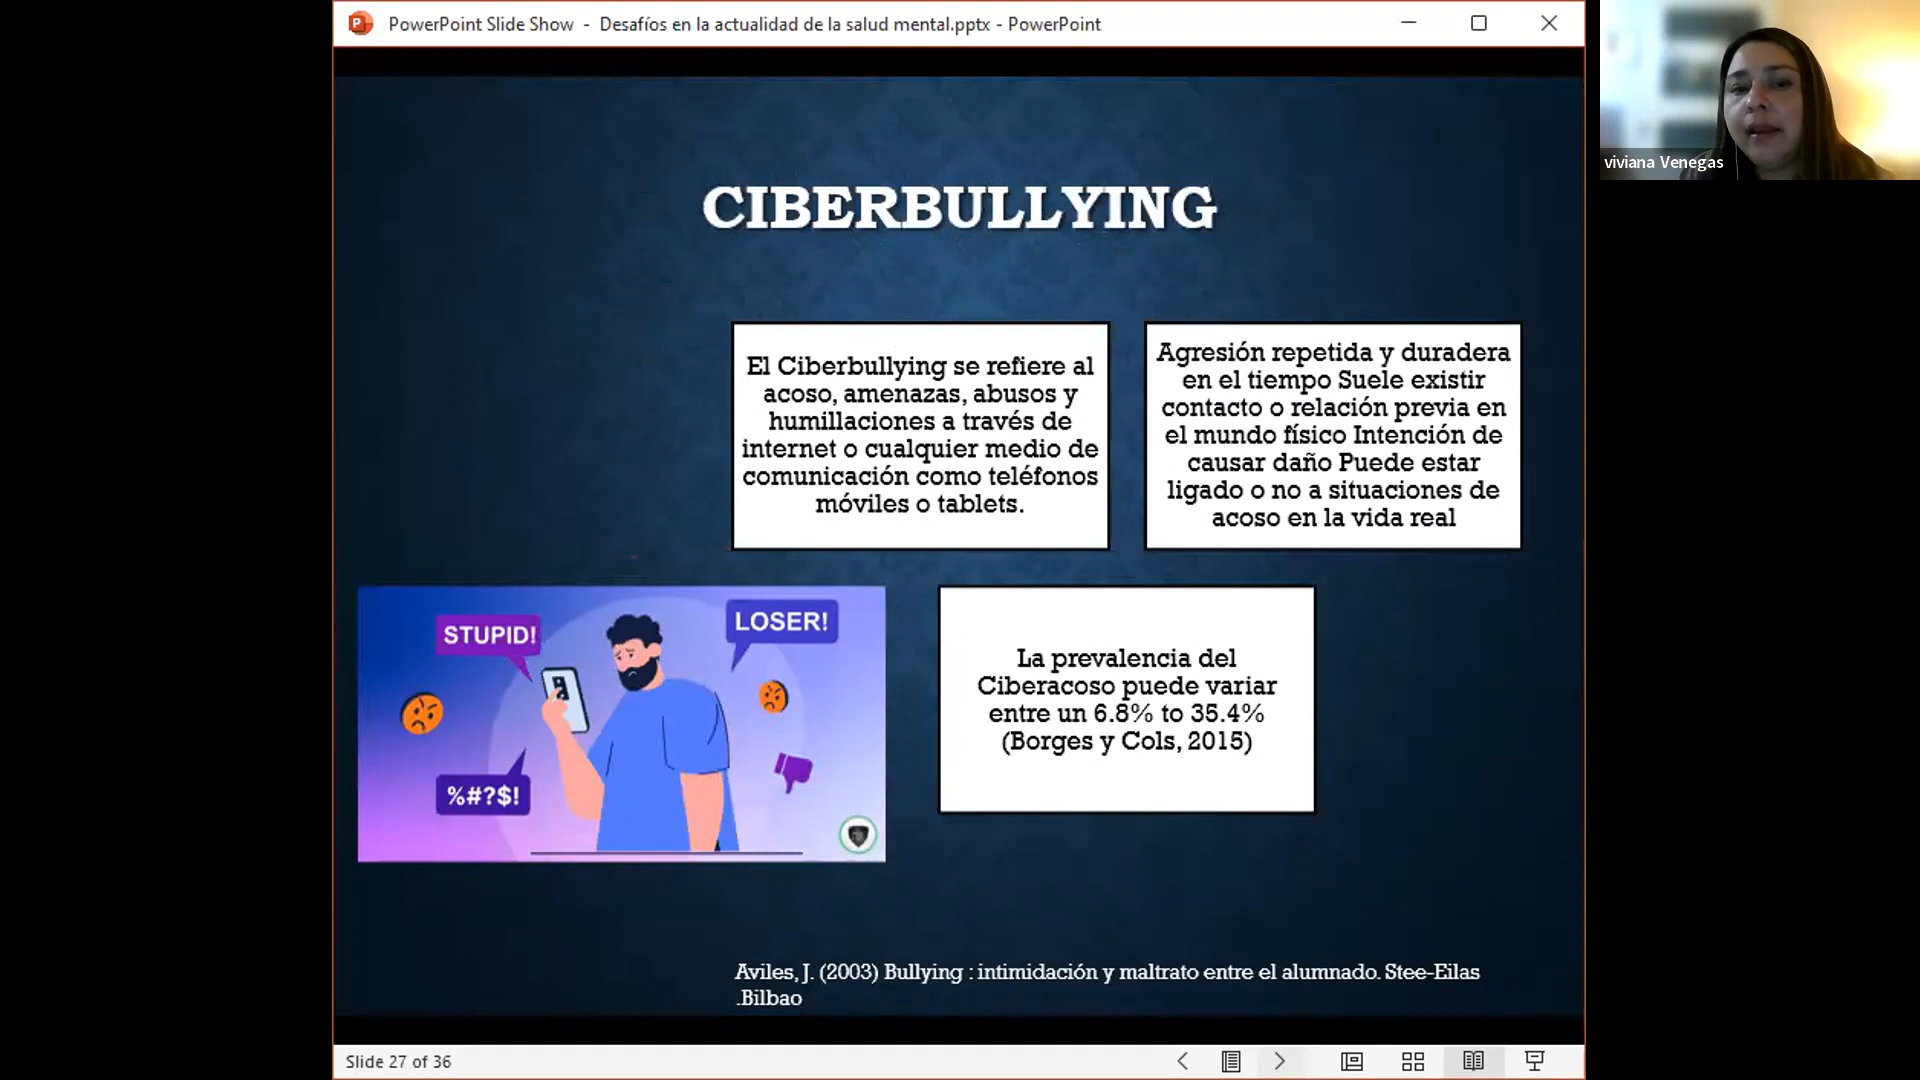 PowerPoint Slide Show - Desafíos en la actualidad de la salud mental.pptx - PowerPoint
viviana Venegas
CIBERBULLYING
El Ciberbullying se refiere al
acoso, amenazas, abusos y
humillaciones a través de
internet o cualquier medio de
comunicación como teléfonos
móviles o tablets.
Agresión repetida y duradera
en el tiempo Suele existir
contacto o relación previa en
el mundo físico Intención de
causar daño Puede estar
ligado o no a situaciones de
acoso en la vida real
STUPID!
LOSER!
%#?$!
La prevalencia del
Ciberacoso puede variar
entre un 6.8% to 35.4%
(Borges y Cols, 2015)
Aviles, J. (2003) Bullying : intimidación y maltrato entre el alumnado. Stee-Eilas
.Bilbao
Slide 27 of 36